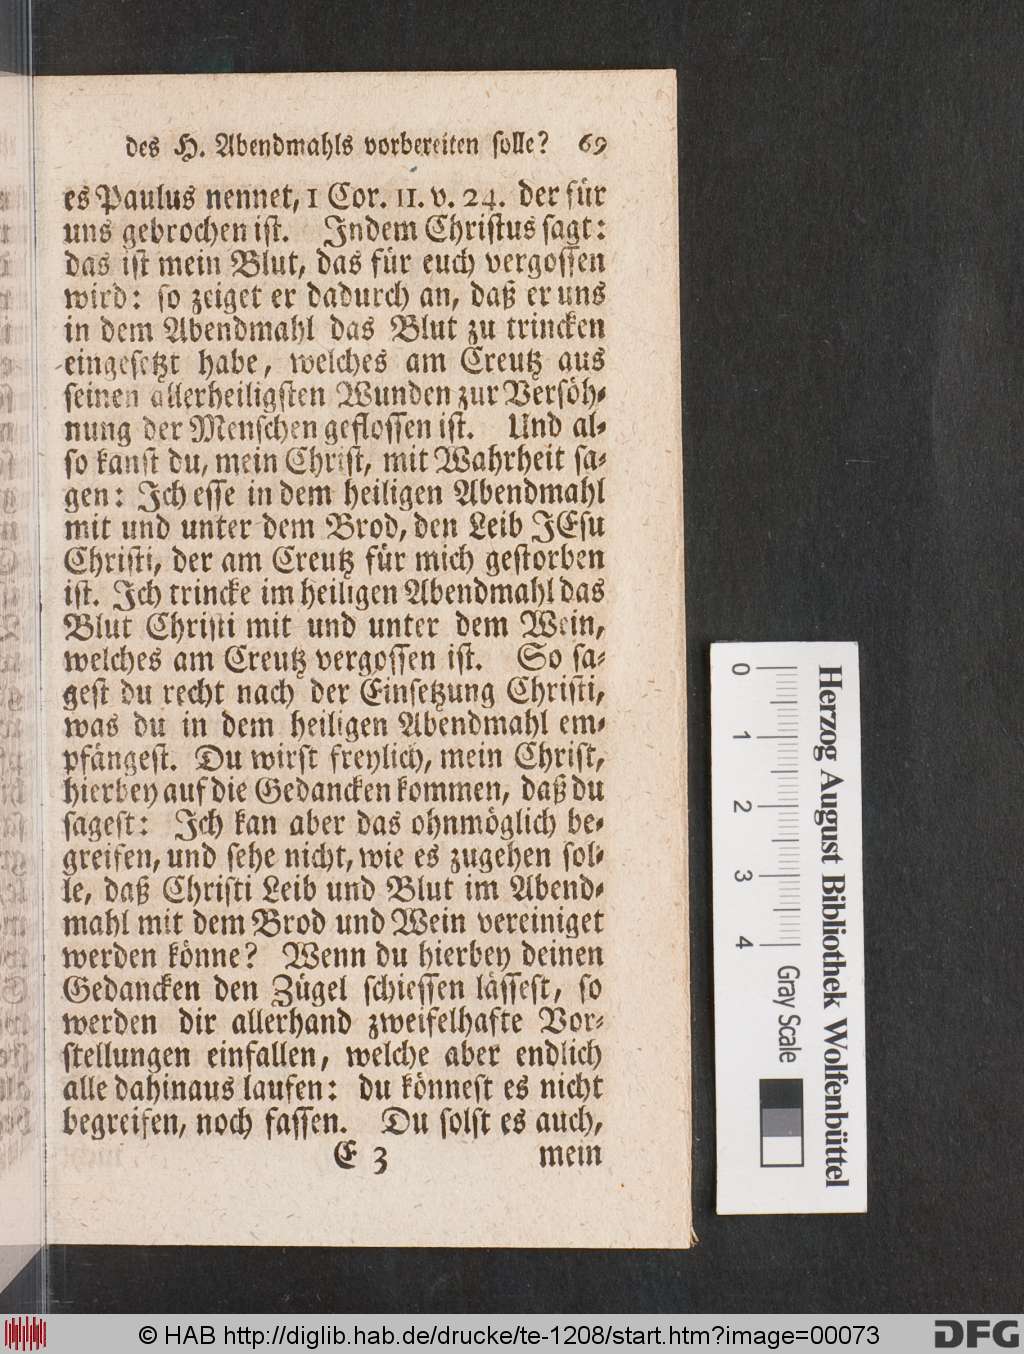 des H. Abendmahls vorbereiten solle? 69
es Paulus nennet, 1 Cor. 11. v. 24. der für
uns gebrochen ist. Indem Christus sagt:
das ist mein Blut, das für euch vergossen
wird: so zeiget er dadurch an, daß er uns
in dem Abendmahl das Blut zu trincken
eingesetzt habe, welches am Creutz aus
seinen allerheiligsten Wunden zur Versöh-
nung der Menschen geflossen ist. Und al-
so kanst du, mein Christ, mit Wahrheit sa-
gen: Ich esse in dem heiligen Abendmahl
mit und unter dem Brod, den Leib JEsu
Christi, der am Creutz für mich gestorben
ist. Ich trincke im heiligen Abendmahl das
Blut Christi mit und unter dem Wein,
welches am Creutz vergossen ist. So sa-
gest du recht nach der Einsetzung Christi,
was du in dem heiligen Abendmahl em-
pfängest. Du wirst freylich, mein Christ,
hierbey auf die Gedancken kommen, daß du
sagest: Ich kan aber das ohnmöglich be-
greifen, und sehe nicht, wie es zugehen sol-
le, daß Christi Leib und Blut im Abend-
mahl mit dem Brod und Wein vereiniget
werden könne? Wenn du hierbey deinen
Gedancken den Zügel schiessen lässest, so
werden dir allerhand zweifelhafte Vor-
stellungen einfallen, welche aber endlich
alle dahinaus laufen: du könnest es nicht
begreifen, noch fassen. Du solst es auch,
E 3 mein
0 1 2 3 4 Gray Scale
Herzog August Bibliothek Wolfenbüttel
© HAB http://diglib.hab.de/drucke/te-1208/start.htm?image=00073
DFG